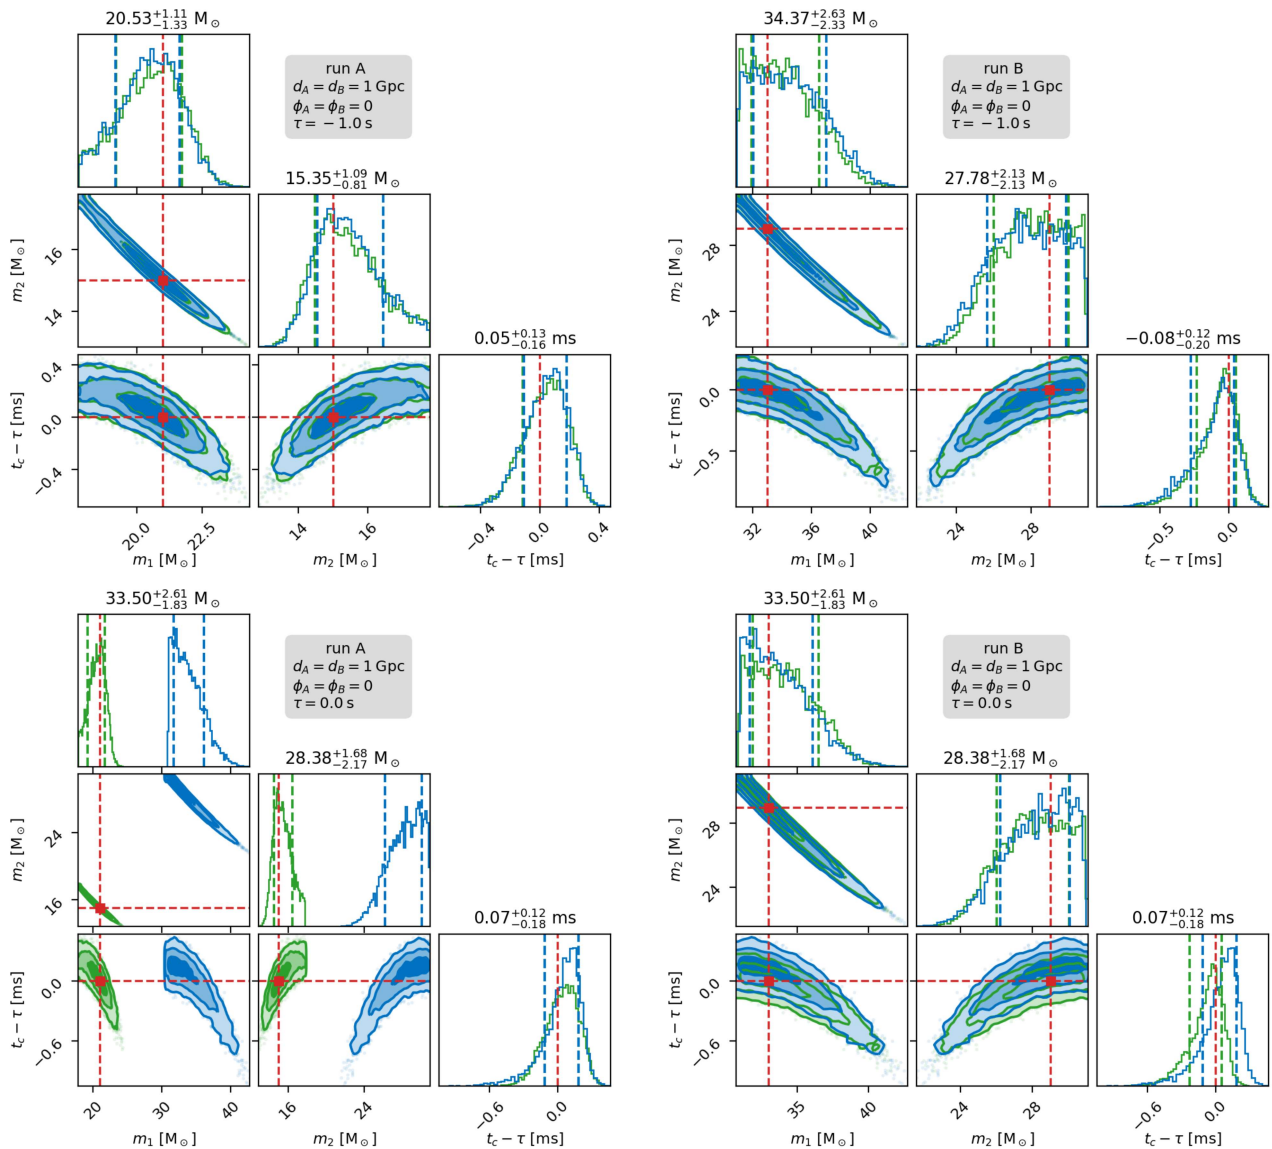 20.53^{+1.11}_{-1.33} M_⊙
run A
d_A = d_B = 1 Gpc
ϕ_A = ϕ_B = 0
τ = − 1.0 s
15.35^{+1.09}_{-0.81} M_⊙
m_2 [M_⊙]
16
14
0.05^{+0.13}_{-0.16} ms
t_c − τ [ms]
0.4
0.0
−0.4
20.0
22.5
m_1 [M_⊙]
14
16
m_2 [M_⊙]
−0.4
0.0
0.4
t_c − τ [ms]
34.37^{+2.63}_{-2.33} M_⊙
run B
d_A = d_B = 1 Gpc
ϕ_A = ϕ_B = 0
τ = − 1.0 s
27.78^{+2.13}_{-2.13} M_⊙
m_2 [M_⊙]
28
24
−0.08^{+0.12}_{-0.20} ms
t_c − τ [ms]
0.0
−0.5
32
36
40
m_1 [M_⊙]
24
28
m_2 [M_⊙]
−0.5
0.0
t_c − τ [ms]
33.50^{+2.61}_{-1.83} M_⊙
run A
d_A = d_B = 1 Gpc
ϕ_A = ϕ_B = 0
τ = 0.0 s
28.38^{+1.68}_{-2.17} M_⊙
m_2 [M_⊙]
24
16
0.07^{+0.12}_{-0.18} ms
t_c − τ [ms]
0.0
−0.6
20
30
40
m_1 [M_⊙]
16
24
m_2 [M_⊙]
−0.6
0.0
t_c − τ [ms]
33.50^{+2.61}_{-1.83} M_⊙
run B
d_A = d_B = 1 Gpc
ϕ_A = ϕ_B = 0
τ = 0.0 s
28.38^{+1.68}_{-2.17} M_⊙
m_2 [M_⊙]
28
24
0.07^{+0.12}_{-0.18} ms
t_c − τ [ms]
0.0
−0.6
35
40
m_1 [M_⊙]
24
28
m_2 [M_⊙]
−0.6
0.0
t_c − τ [ms]